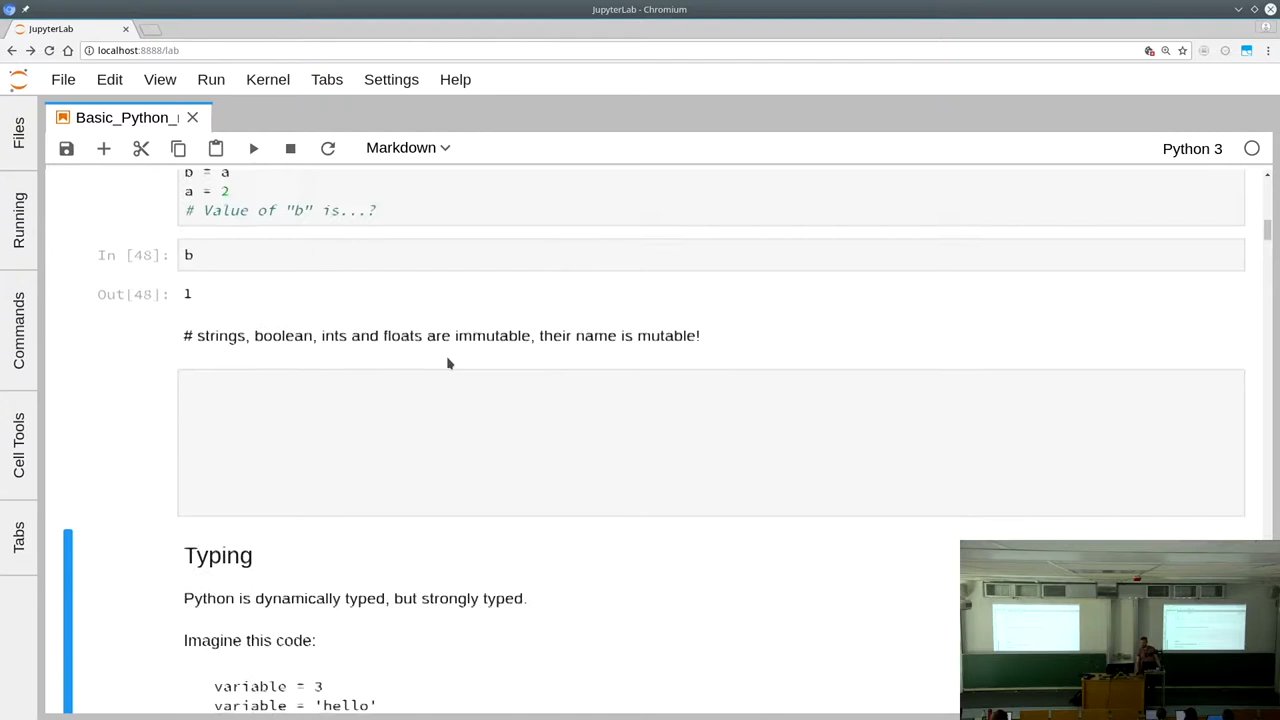 JupyterLab - Chromium
JupyterLab
localhost:8888/lab
File Edit View Run Kernel Tabs Settings Help
Basic_Python_
Markdown
Python 3
Files
Running
Commands
Cell Tools
Tabs
b = a
a = 2
# Value of "b" is...?
In [48]: b
Out[48]: 1
# strings, boolean, ints and floats are immutable, their name is mutable!
Typing
Python is dynamically typed, but strongly typed.
Imagine this code:
variable = 3
variable = 'hello'